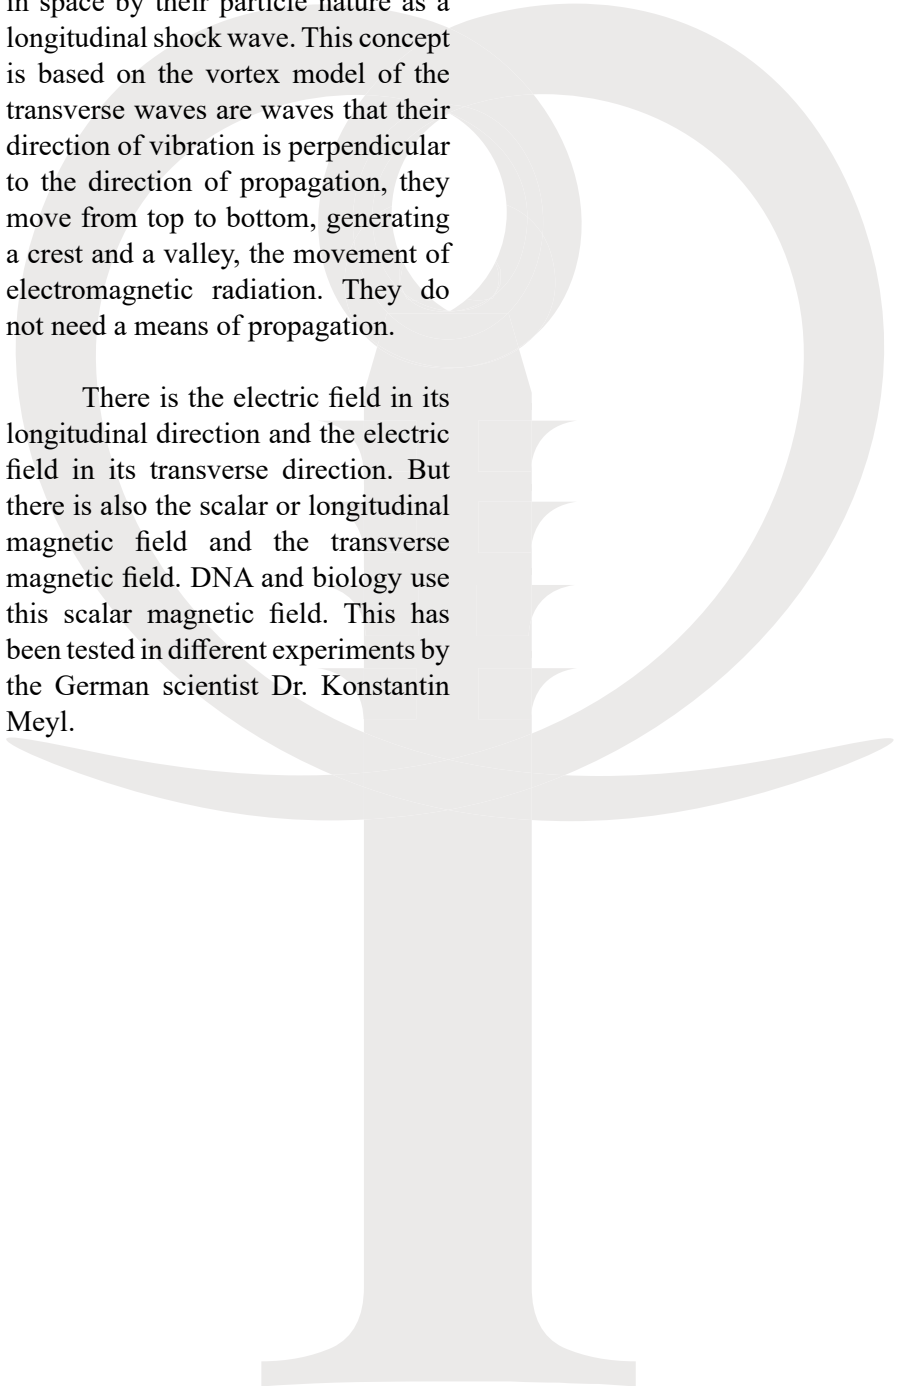 in space by their particle nature as a
longitudinal shock wave. This concept
is based on the vortex model of the
transverse waves are waves that their
direction of vibration is perpendicular
to the direction of propagation, they
move from top to bottom, generating
a crest and a valley, the movement of
electromagnetic radiation. They do
not need a means of propagation.
There is the electric field in its
longitudinal direction and the electric
field in its transverse direction. But
there is also the scalar or longitudinal
magnetic field and the transverse
magnetic field. DNA and biology use
this scalar magnetic field. This has
been tested in different experiments by
the German scientist Dr. Konstantin
Meyl.